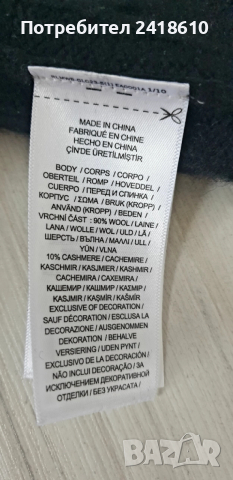 Потребител 2418610
MADE IN CHINA
FABRIQUÉ EN CHINE
HECHO EN CHINA
ÇİN'DE ÜRETİLMİŞTİR
BODY / CORPS / CORPO /
OBERTEIL / ROMP / HOVEDDEL /
CUERPO / ПЕРЕД И СПИНКА /
КОРПУС / ΣΩΜΑ / BRUK (KROPP) /
ANVÄND (KROPP) / BEDEN /
VRCHNÍ ČÁST : 90% WOOL / LAINE /
LANA / WOLLE / WOL / ULD / LÃ /
ШЕРСТЬ / ВЪЛНА / ΜΑΛΛΙ / ULL /
YÜN / VLNA
10% CASHMERE / CACHEMIRE /
KASCHMIR / KASJMIER / KASHMIR /
CACHEMIRA / CAXEMIRA /
КАШЕМИР / КАШМИР / ΚΑΣΜΙΡ /
KASMIR / KAŞMİR / KAŠMÍR
EXCLUSIVE OF DECORATION /
SAUF DÉCORATION / ESCLUSA LA
DECORAZIONE / AUSGENOMMEN
DEKORATION / BEHALVE
VERSIERING / UDEN PYNT /
EXCLUSIVO DE LA DECORACIÓN /
NÃO INCLUI DECORAÇÃO / ЗА
ИСКЛЮЧЕНИЕМ ДЕКОРАТИВНОЙ
ОТДЕЛКИ / БЕЗ УКРАСАТА /
BAZAR